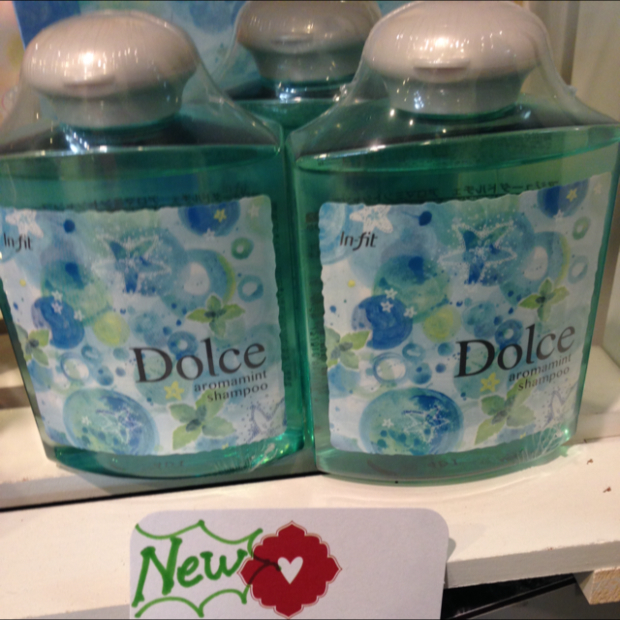 In-fit
Dolce
aromamint
shampoo
In-fit
Dolce
aromamint
shampoo
New